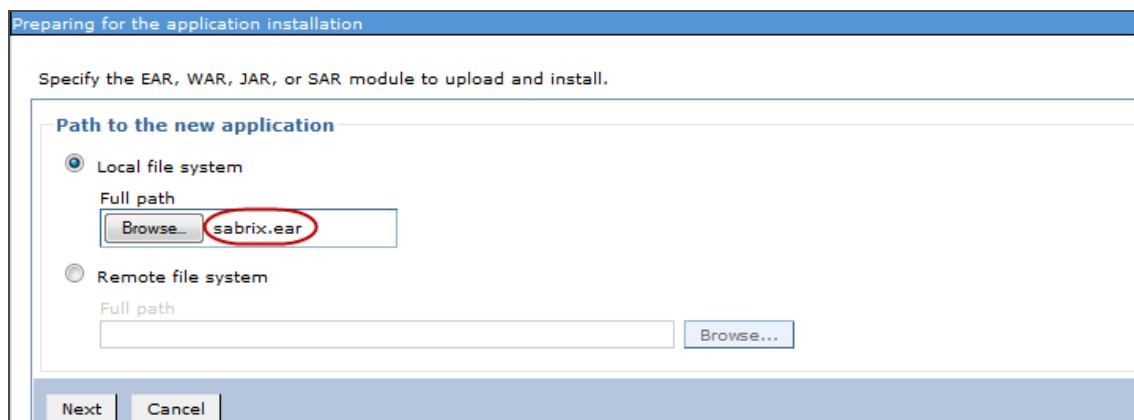 Preparing for the application installation
Specify the EAR, WAR, JAR, or SAR module to upload and install.
Path to the new application
Local file system
Full path
Browse... sabrix.ear
Remote file system
Full path
Browse...
Next Cancel